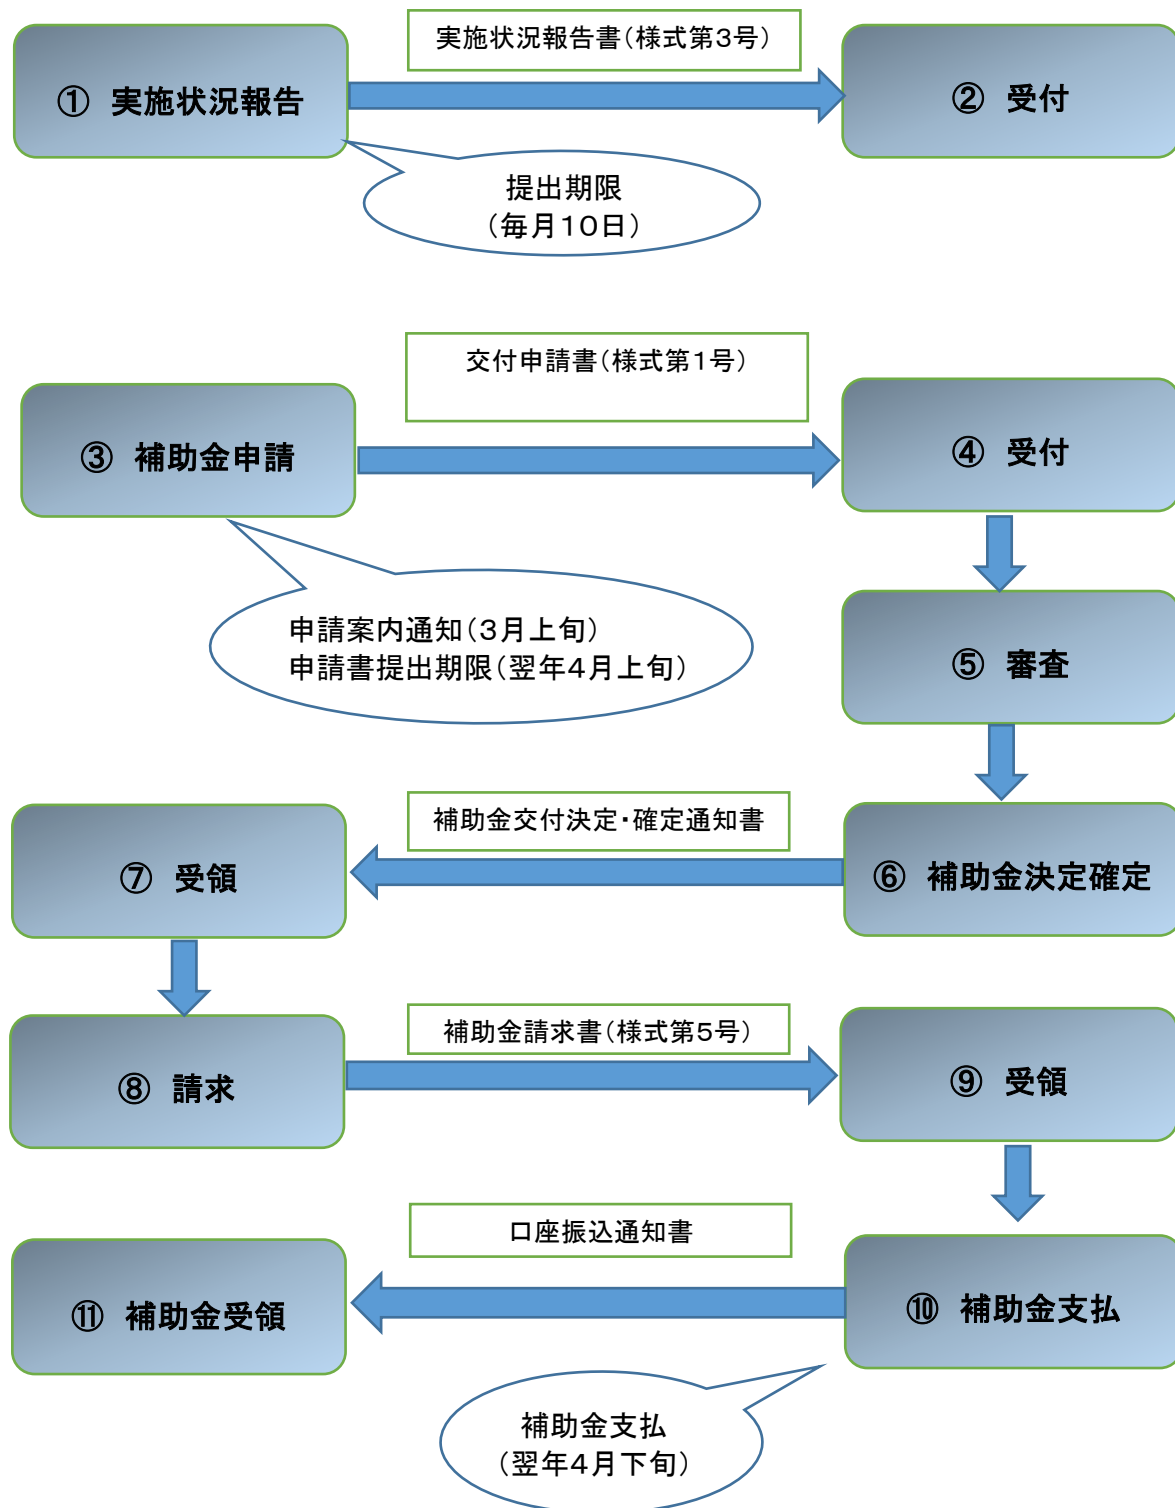 実施状況報告書(様式第3号)
① 実施状況報告
② 受付
提出期限
(毎月10日)
交付申請書(様式第1号)
③ 補助金申請
④ 受付
申請案内通知(3月上旬)
申請書提出期限(翌年4月上旬)
⑤ 審査
補助金交付決定・確定通知書
⑦ 受領
⑥ 補助金決定確定
補助金請求書(様式第5号)
⑧ 請求
⑨ 受領
口座振込通知書
⑪ 補助金受領
⑩ 補助金支払
補助金支払
(翌年4月下旬)